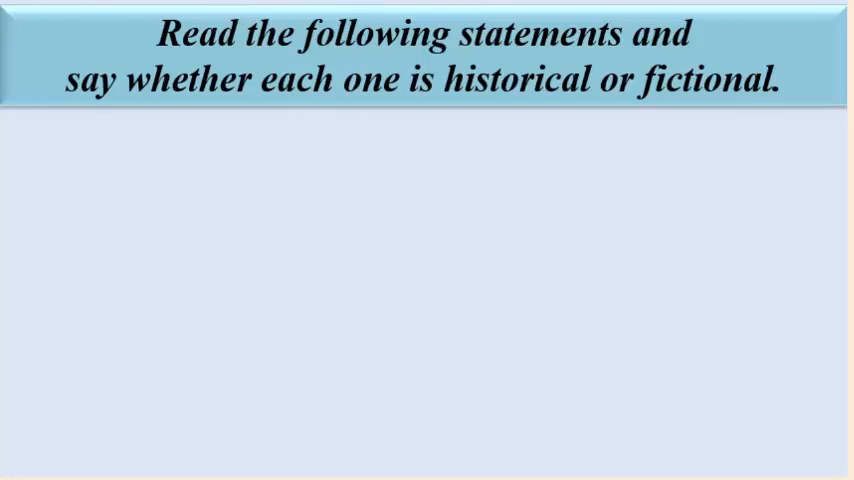 Read the following statements and
say whether each one is historical or fictional.